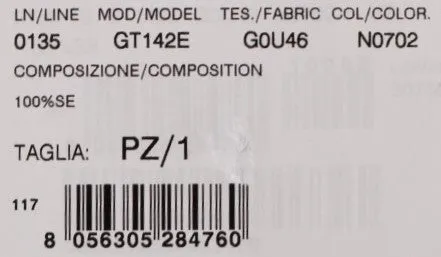 LN/LINE MOD/MODEL TES./FABRIC COL/COLOR.
0135 GT142E G0U46 N0702
COMPOSIZIONE/COMPOSITION
100%SE
TAGLIA: PZ/1
117
8 056305 284760